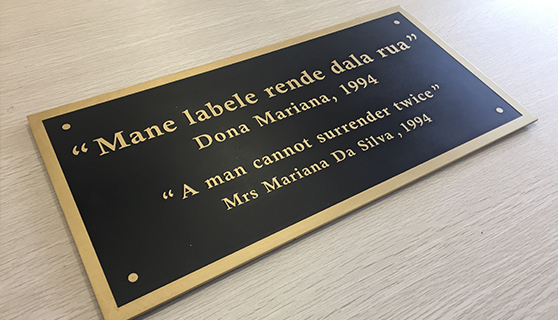 “Mane labele rende dala rua”
Dona Mariana, 1994
“A man cannot surrender twice”
Mrs Mariana Da Silva ,1994